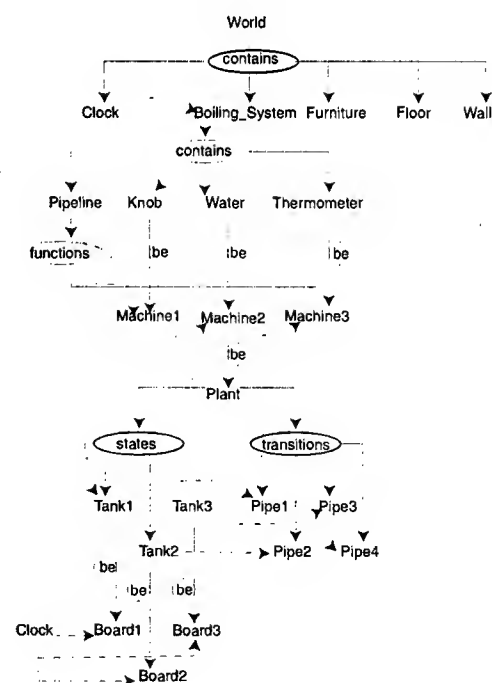 World
contains
Clock Boiling_System Furniture Floor Wall
contains
Pipeline Knob Water Thermometer
functions be be be
Machine1 Machine2 Machine3
be
Plant
states transitions
Tank1 Tank3 Pipe1 Pipe3
Tank2 Pipe2 Pipe4
be
be be
Clock Board1 Board3
Board2